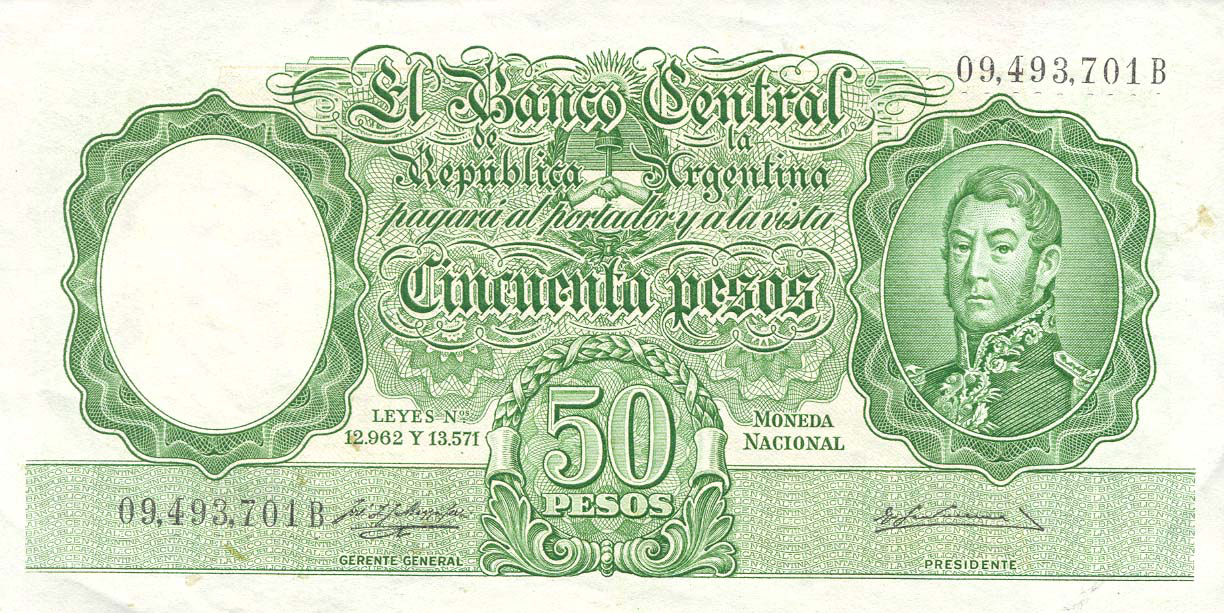 09,493,701 B
El Banco Central
de la
República Argentina
pagará al portador y a la vista
Cincuenta pesos
LEYES Nos
12.962 Y 13.571
MONEDA
NACIONAL
50
PESOS
09,493,701 B
GERENTE GENERAL
PRESIDENTE